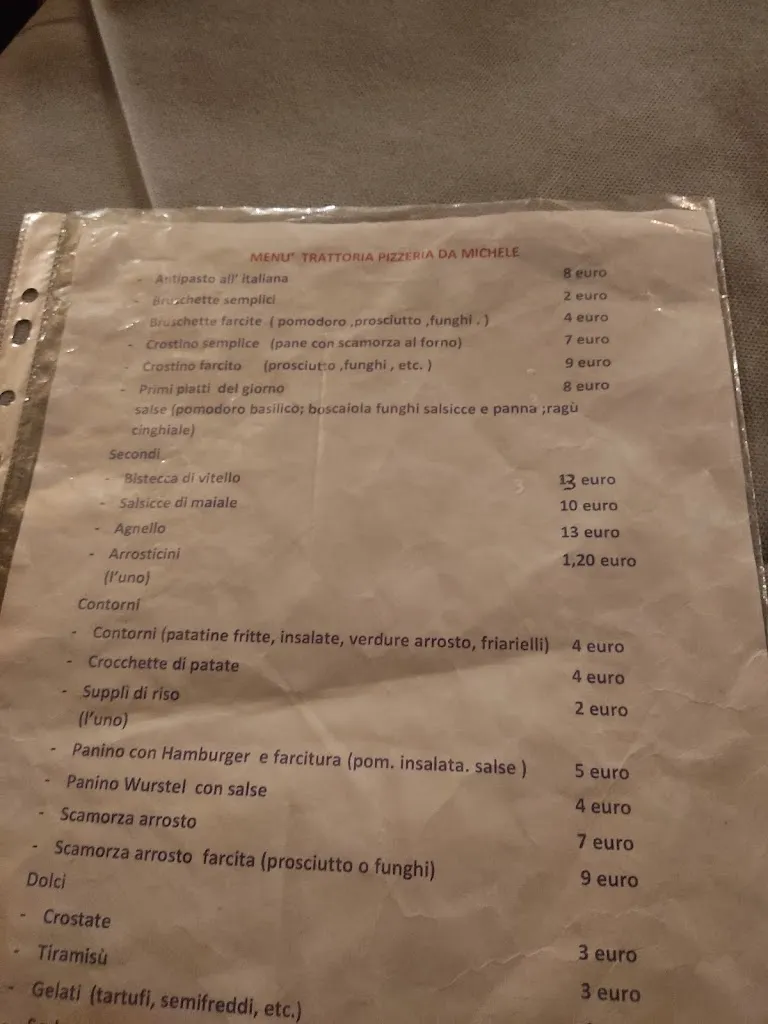 MENU' TRATTORIA PIZZERIA DA MICHELE
- Antipasto all' italiana 8 euro
- Bruschette semplici 2 euro
Bruschette farcite ( pomodoro ,prosciutto ,funghi . ) 4 euro
- Crostino semplice (pane con scamorza al forno) 7 euro
- Crostino farcito (prosciutto ,funghi , etc. ) 9 euro
- Primi piatti del giorno 8 euro
salse (pomodoro basilico; boscaiola funghi salsicce e panna ;ragù
cinghiale)
Secondi
- Bistecca di vitello 13 euro
- Salsicce di maiale 10 euro
- Agnello 13 euro
- Arrosticini 1,20 euro
(l'uno)
Contorni
- Contorni (patatine fritte, insalate, verdure arrosto, friarielli) 4 euro
- Crocchette di patate 4 euro
- Supplì di riso 2 euro
(l'uno)
- Panino con Hamburger e farcitura (pom. insalata. salse ) 5 euro
- Panino Wurstel con salse 4 euro
- Scamorza arrosto 7 euro
- Scamorza arrosto farcita (prosciutto o funghi) 9 euro
Dolci
- Crostate 3 euro
- Tiramisù 3 euro
- Gelati (tartufi, semifreddi, etc.)